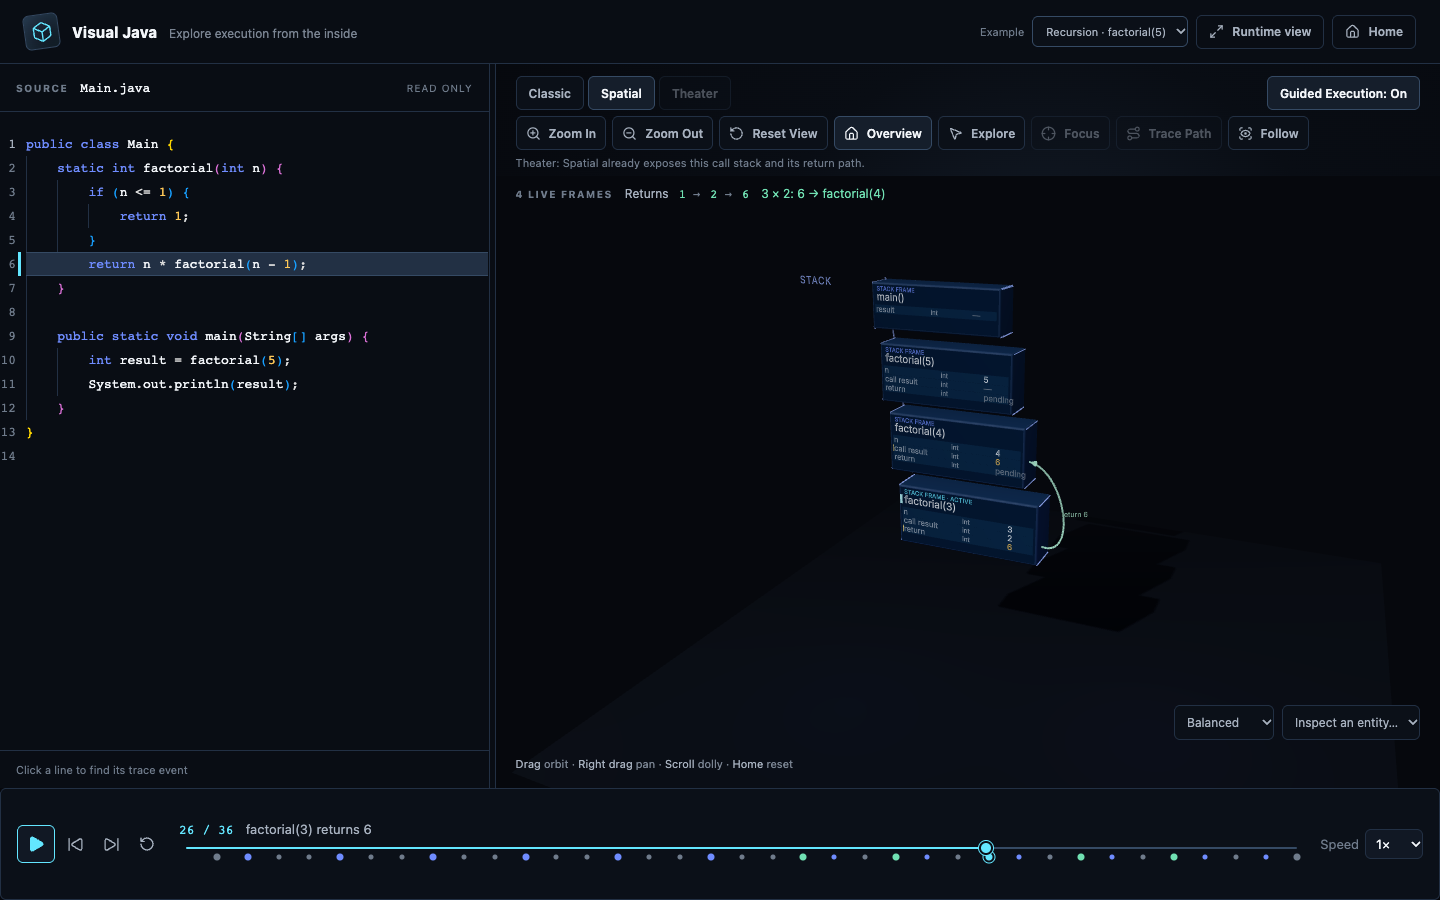 Visual Java Explore execution from the inside
Example Recursion · factorial(5) Runtime view Home
SOURCE Main.java READ ONLY
1 public class Main {
2 static int factorial(int n) {
3 if (n <= 1) {
4 return 1;
5 }
6 return n * factorial(n - 1);
7 }
8
9 public static void main(String[] args) {
10 int result = factorial(5);
11 System.out.println(result);
12 }
13 }
14
Click a line to find its trace event
Classic Spatial Theater Guided Execution: On
Zoom In Zoom Out Reset View Overview Explore Focus Trace Path Follow
Theater: Spatial already exposes this call stack and its return path.
4 LIVE FRAMES Returns 1 → 2 → 6 3 × 2: 6 → factorial(4)
STACK
STACK FRAME
main()
result int —
STACK FRAME
factorial(5)
n int 5
call result int —
return int pending
STACK FRAME
factorial(4)
n int 4
call result int 6
return int pending
STACK FRAME · ACTIVE
factorial(3)
n int 3
call result int 2
return int 6
eturn 6
Balanced Inspect an entity...
Drag orbit · Right drag pan · Scroll dolly · Home reset
26 / 36 factorial(3) returns 6
Speed 1×